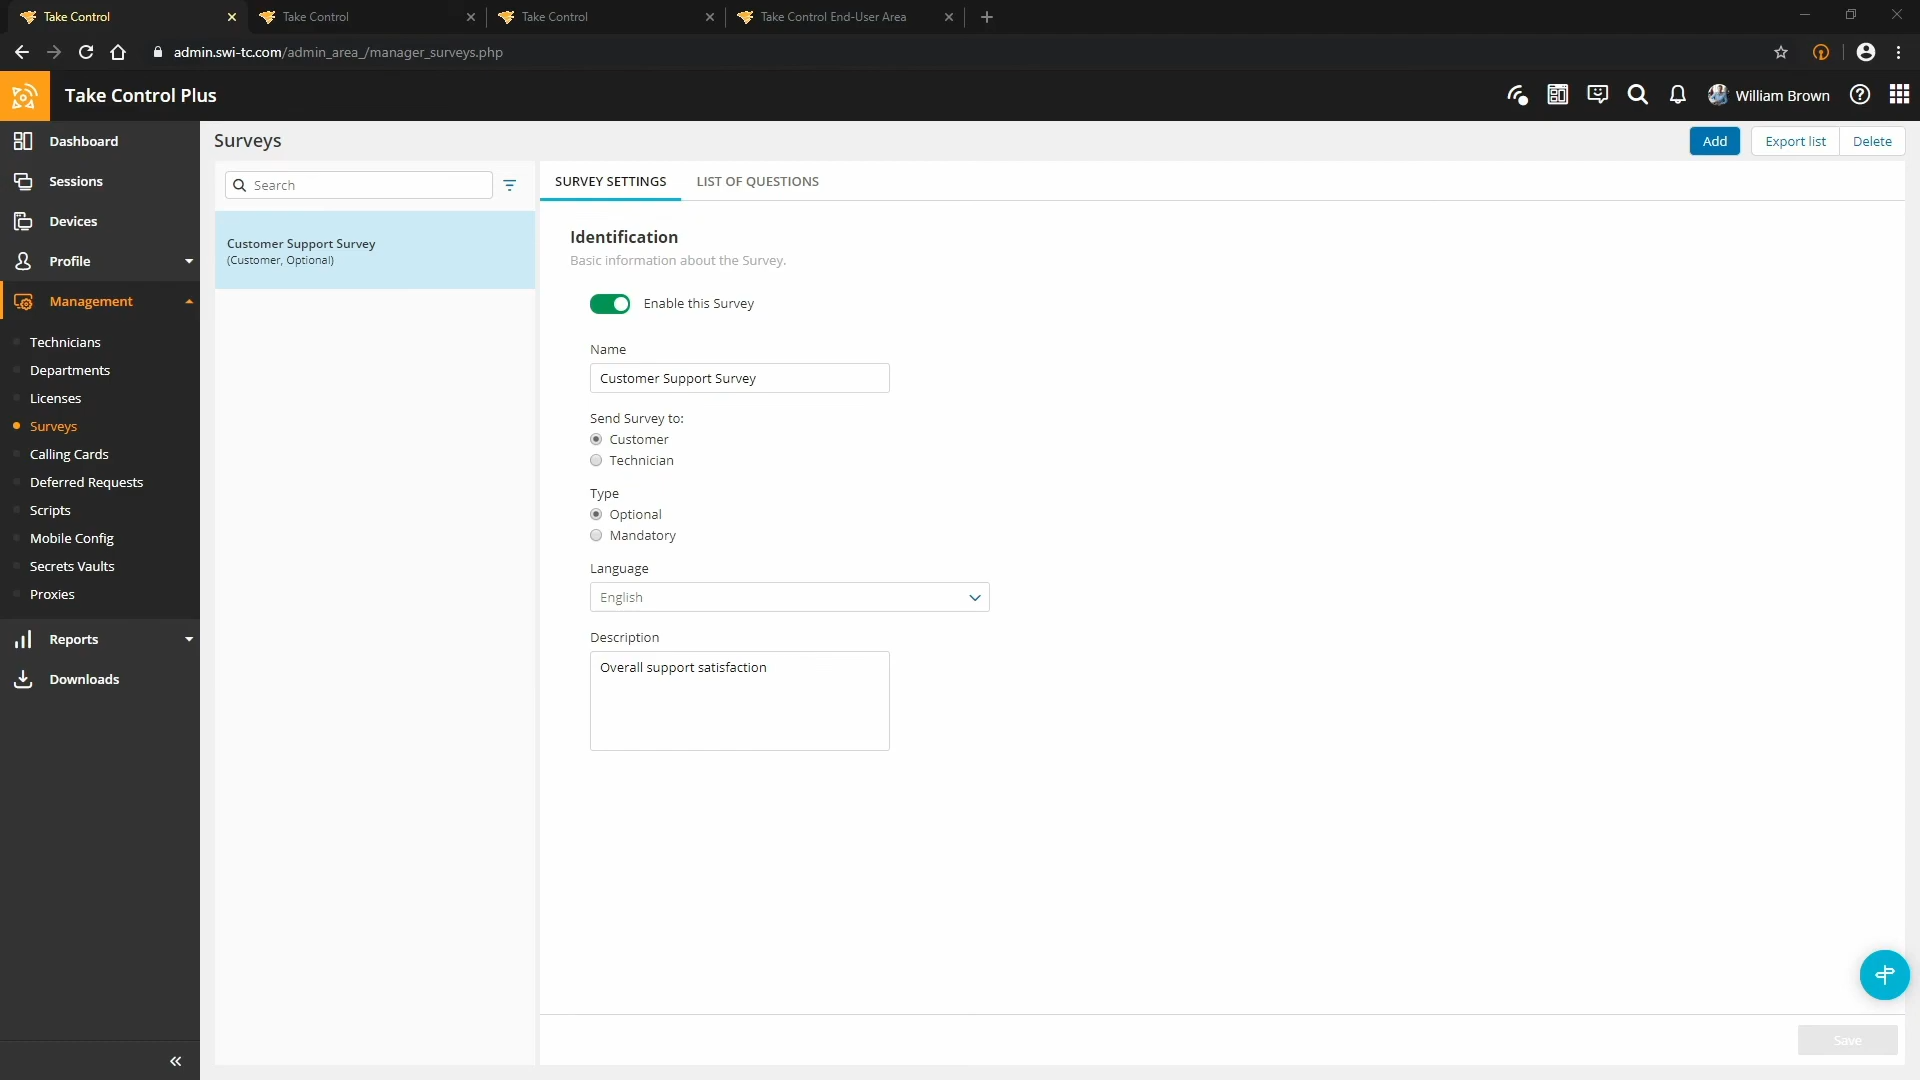 Take Control
Take Control
Take Control
Take Control End-User Area
admin.swi-tc.com/admin_area_/manager_surveys.php
Take Control Plus
William Brown
Dashboard
Sessions
Devices
Profile
Management
Technicians
Departments
Licenses
Surveys
Calling Cards
Deferred Requests
Scripts
Mobile Config
Secrets Vaults
Proxies
Reports
Downloads
Surveys
Add
Export list
Delete
Search
Customer Support Survey
(Customer, Optional)
SURVEY SETTINGS
LIST OF QUESTIONS
Identification
Basic information about the Survey.
Enable this Survey
Name
Customer Support Survey
Send Survey to:
Customer
Technician
Type
Optional
Mandatory
Language
English
Description
Overall support satisfaction
Save